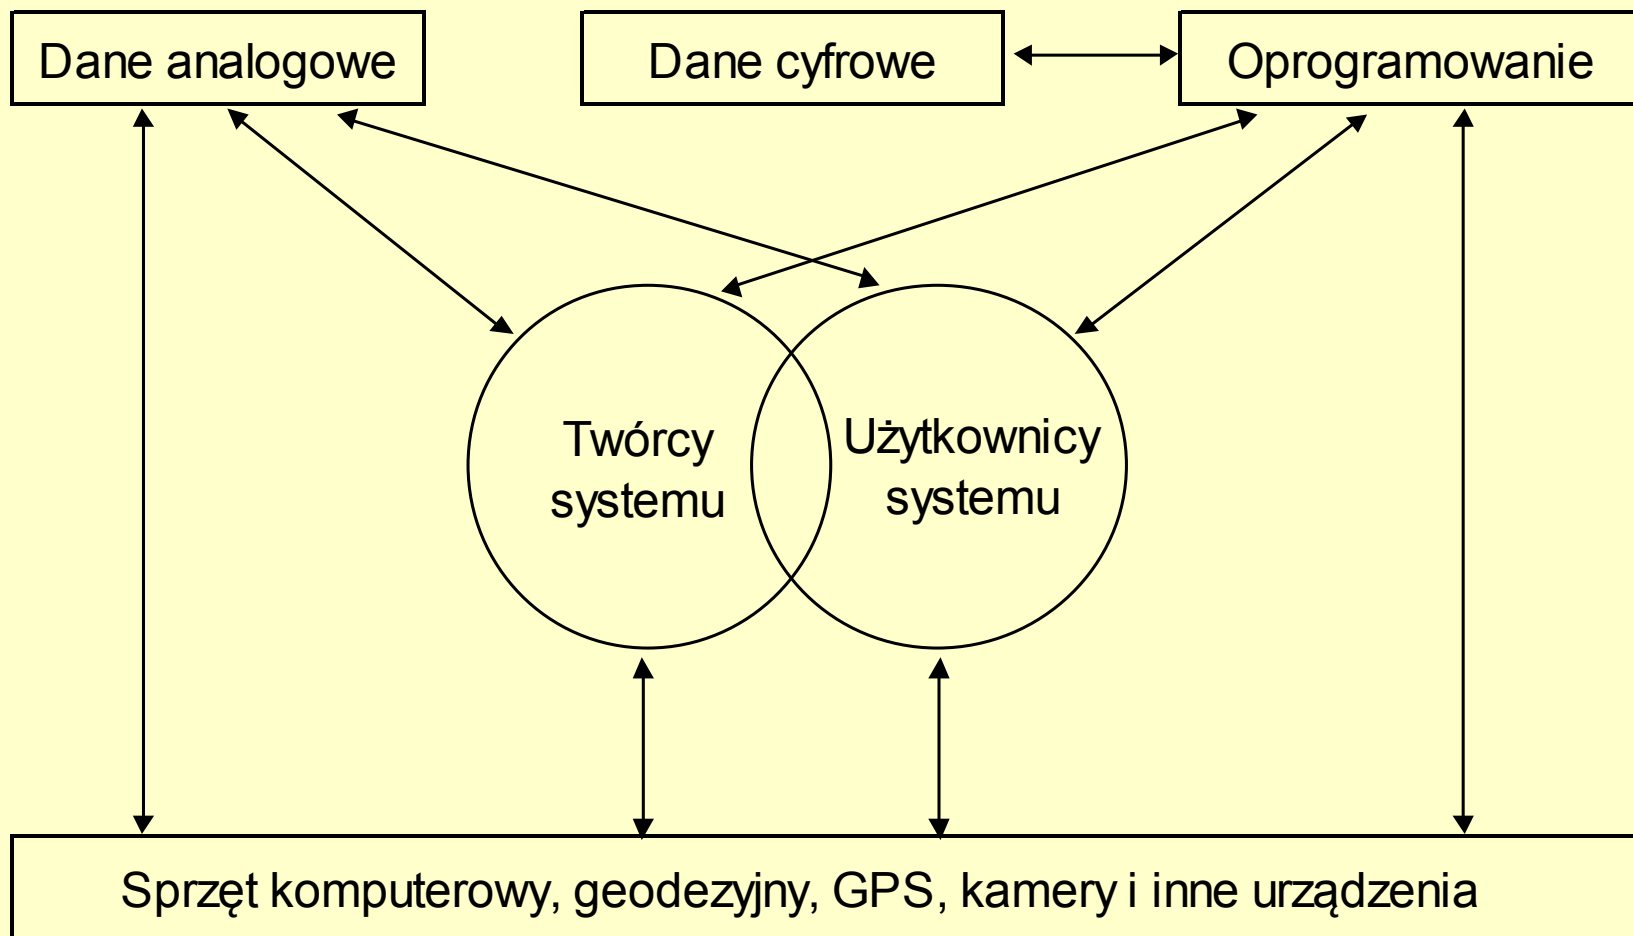 Dane analogowe
Dane cyfrowe
Oprogramowanie
Twórcy
systemu
Użytkownicy
systemu
Sprzęt komputerowy, geodezyjny, GPS, kamery i inne urządzenia